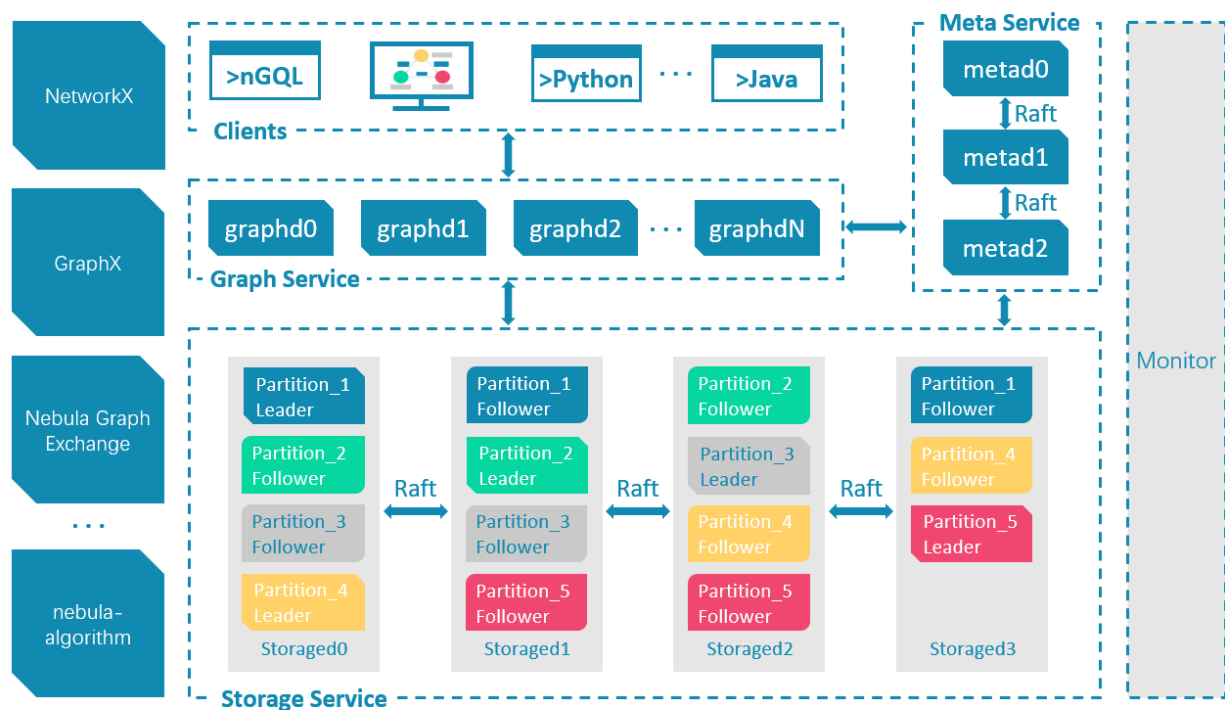 NetworkX
GraphX
Nebula Graph
Exchange
...
nebula-
algorithm
>nGQL
>Python
...
>Java
Clients
graphd0
graphd1
graphd2
...
graphdN
Graph Service
Meta Service
metad0
Raft
metad1
Raft
metad2
Partition_1
Leader
Partition_2
Follower
Partition_3
Follower
Partition_4
Leader
Storaged0
Raft
Partition_1
Follower
Partition_2
Leader
Partition_3
Follower
Partition_5
Follower
Storaged1
Raft
Partition_2
Follower
Partition_3
Leader
Partition_4
Follower
Partition_5
Follower
Storaged2
Raft
Partition_1
Follower
Partition_4
Follower
Partition_5
Leader
Storaged3
Storage Service
Monitor